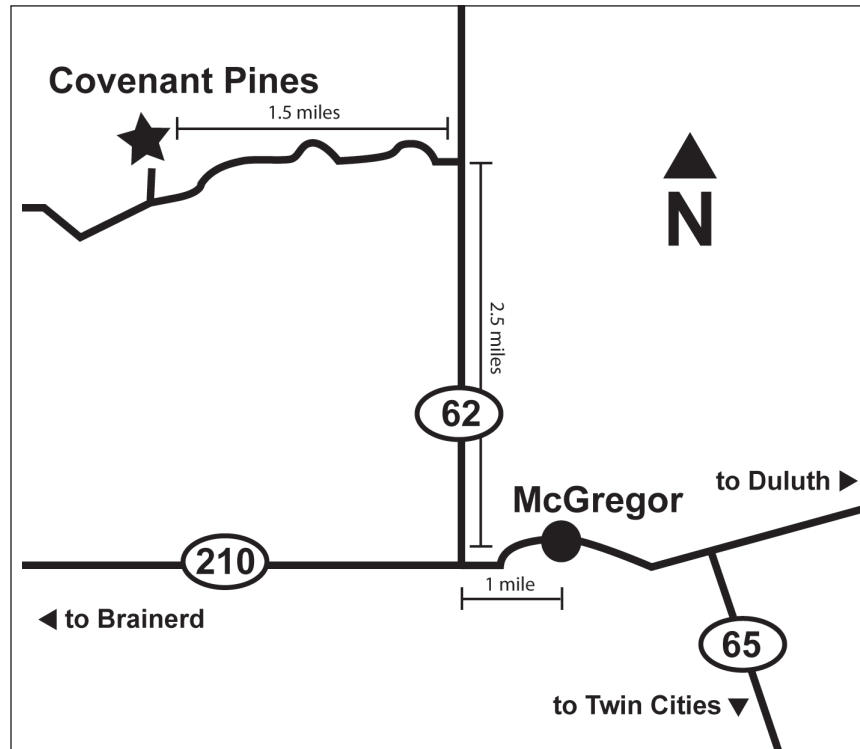 Covenant Pines
1.5 miles
N
2.5 miles
62
McGregor
to Duluth
210
1 mile
to Brainerd
65
to Twin Cities